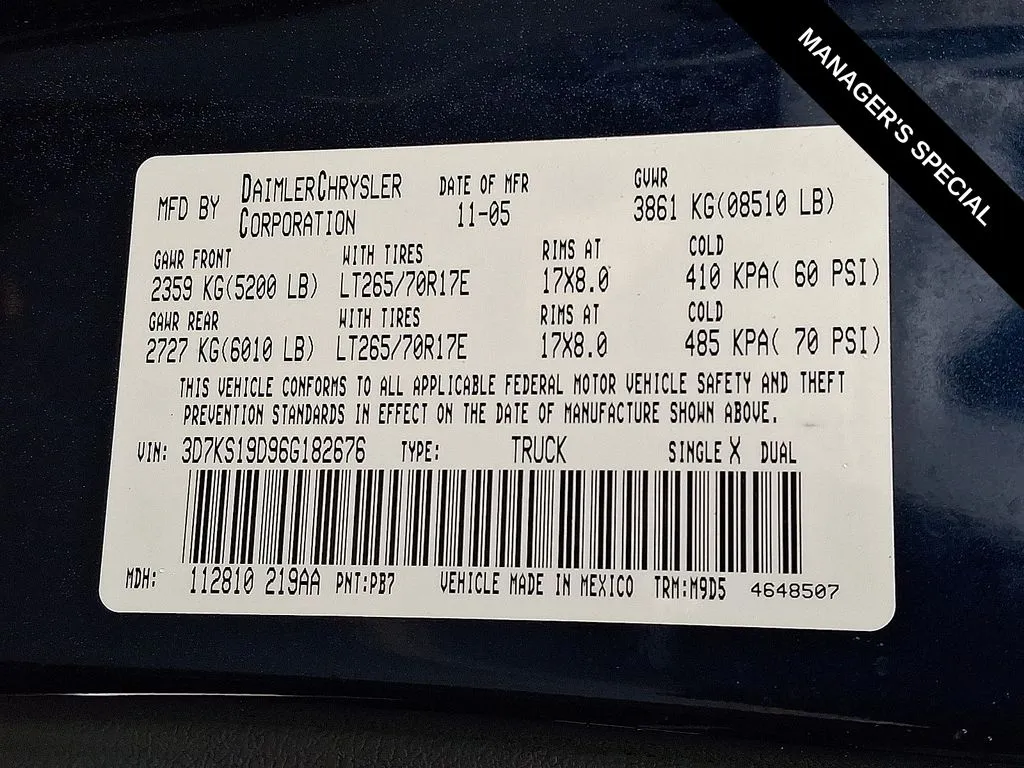 MANAGER'S SPECIAL
MFD BY DAIMLERCHRYSLER CORPORATION DATE OF MFR 11-05 GVWR 3861 KG(08510 LB)
GAWR FRONT WITH TIRES RIMS AT COLD
2359 KG(5200 LB) LT265/70R17E 17X8.0 410 KPA( 60 PSI)
GAWR REAR WITH TIRES RIMS AT COLD
2727 KG(6010 LB) LT265/70R17E 17X8.0 485 KPA( 70 PSI)
THIS VEHICLE CONFORMS TO ALL APPLICABLE FEDERAL MOTOR VEHICLE SAFETY AND THEFT
PREVENTION STANDARDS IN EFFECT ON THE DATE OF MANUFACTURE SHOWN ABOVE.
VIN: 3D7KS19D96G182676 TYPE: TRUCK SINGLE X DUAL
MDH: 112810 219AA PNT:PB7 VEHICLE MADE IN MEXICO TRM:M9D5 4648507